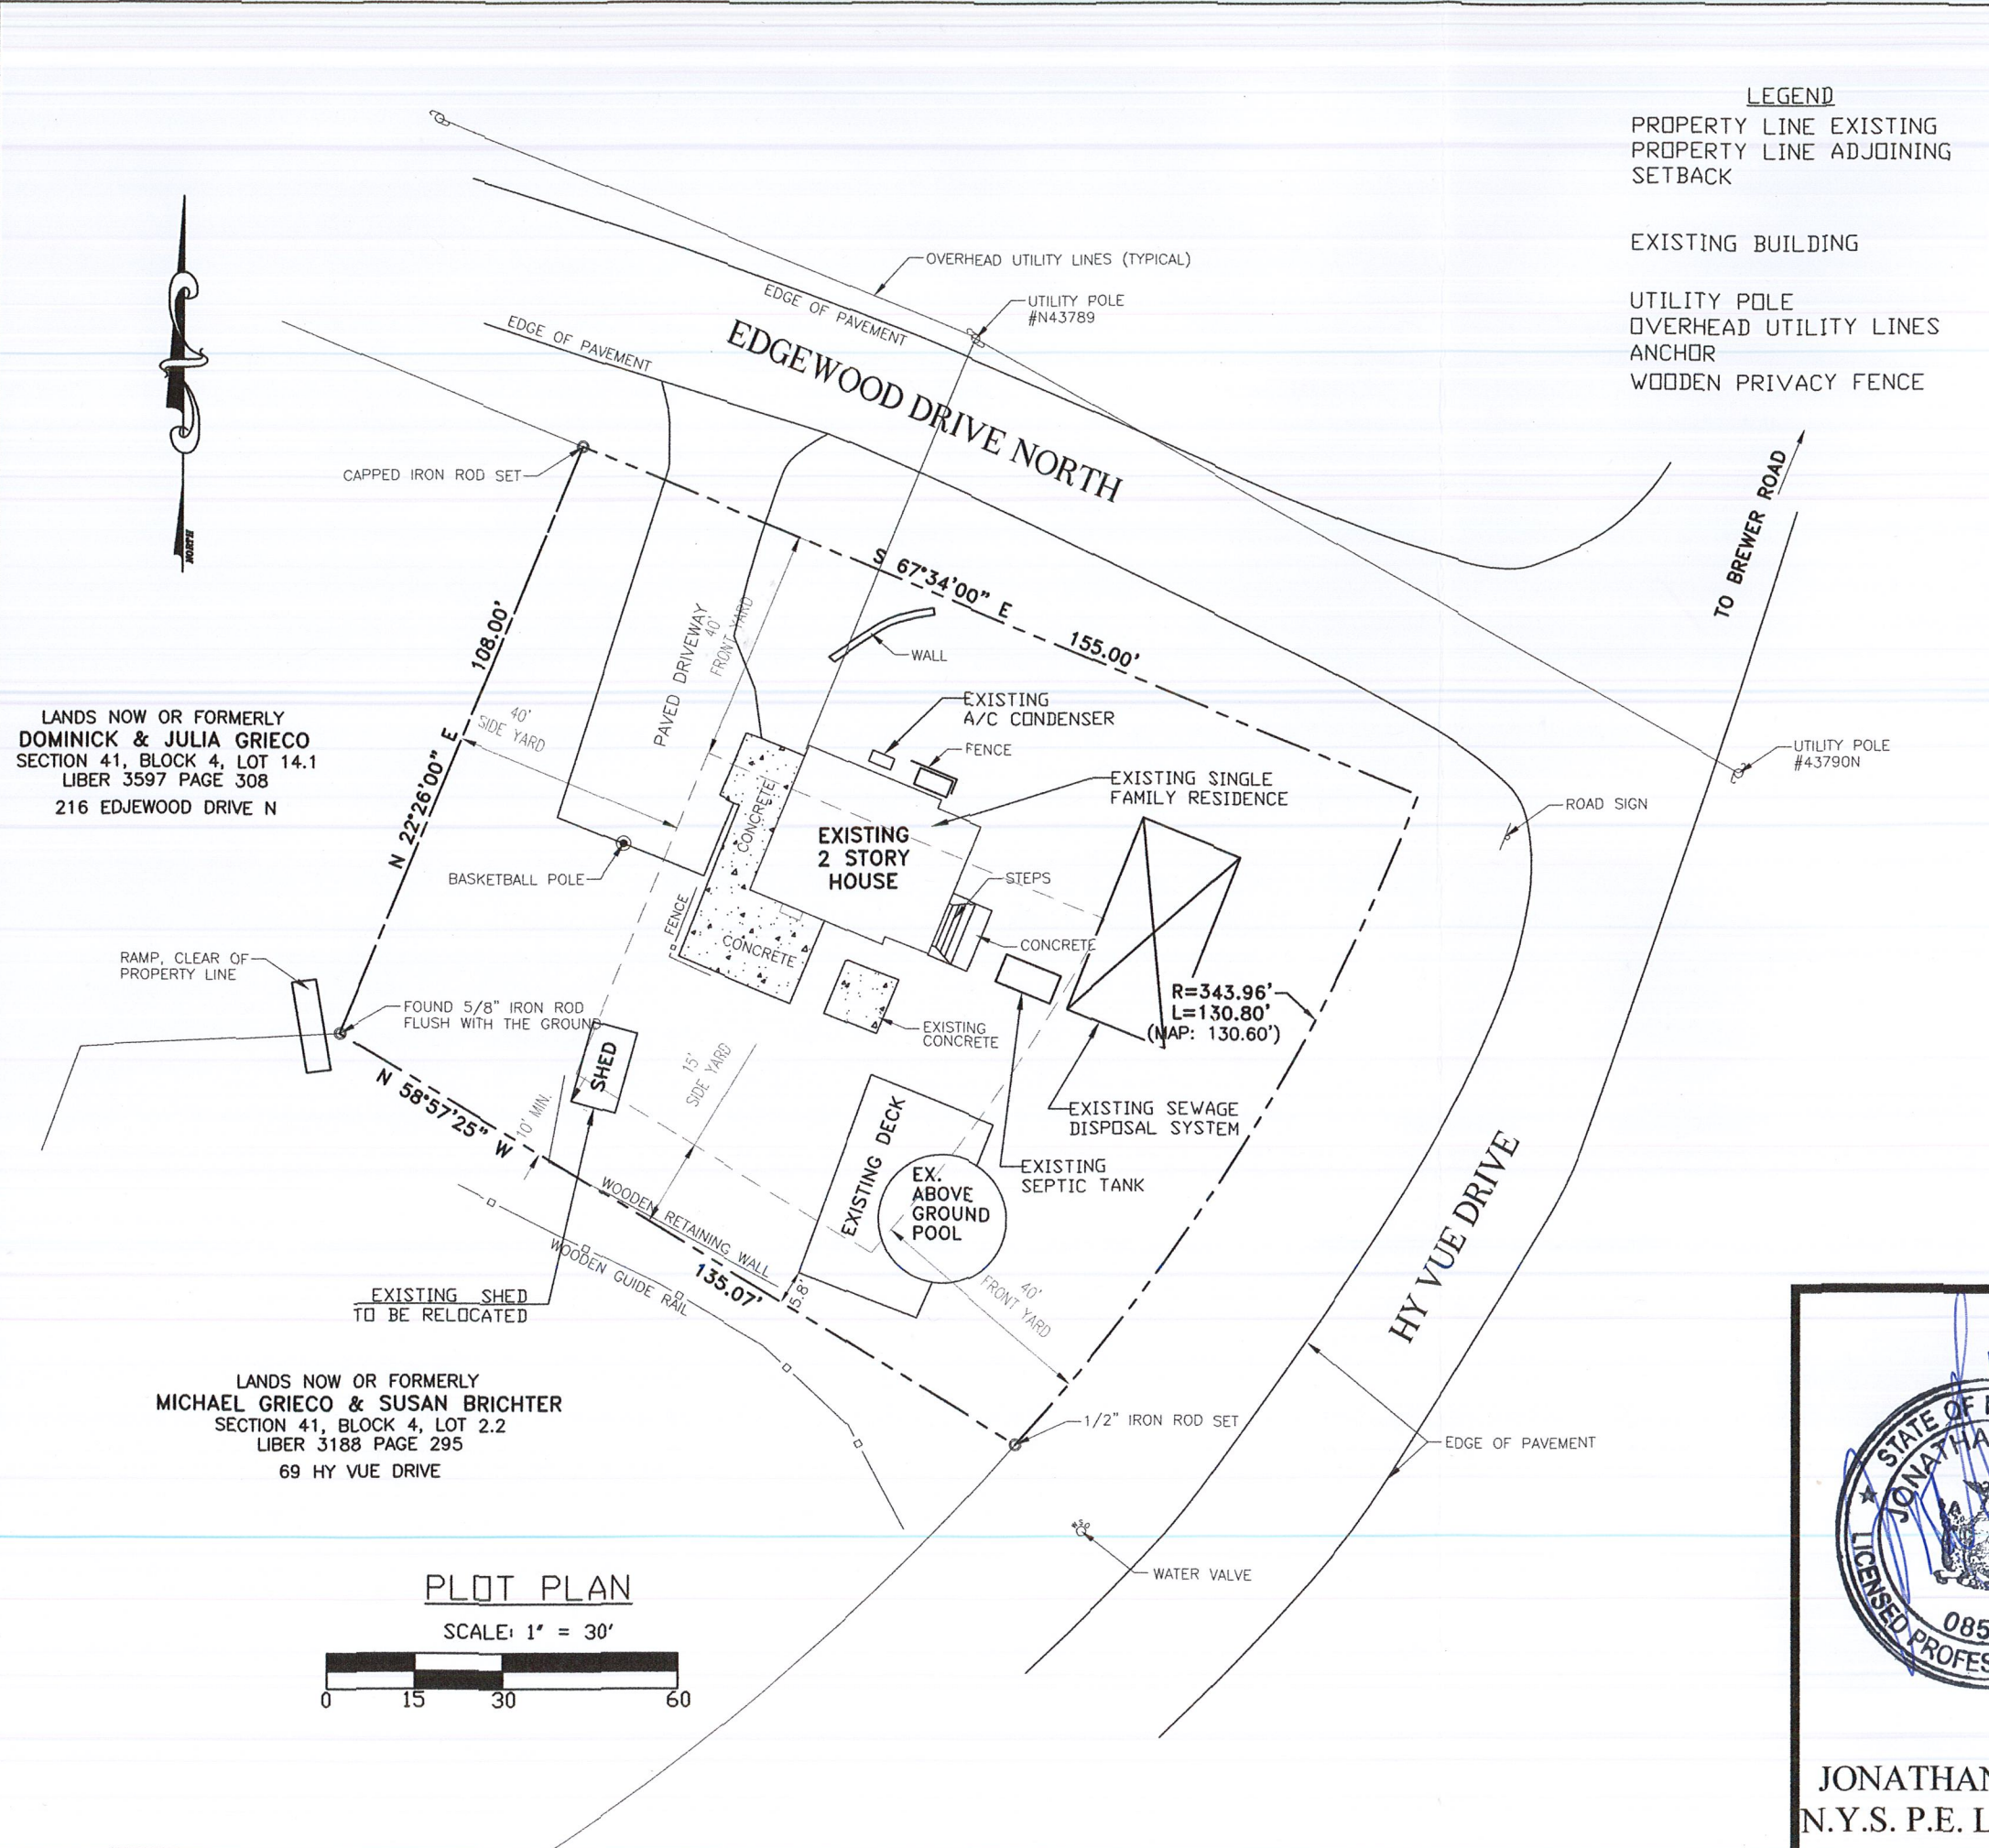 LEGEND
PROPERTY LINE EXISTING
PROPERTY LINE ADJOINING
SETBACK
EXISTING BUILDING
UTILITY POLE
OVERHEAD UTILITY LINES
ANCHOR
WOODEN PRIVACY FENCE
OVERHEAD UTILITY LINES (TYPICAL)
EDGE OF PAVEMENT
UTILITY POLE
#N43789
EDGE OF PAVEMENT
EDGEWOOD DRIVE NORTH
NORTH
CAPPED IRON ROD SET
TO BREWER ROAD
S 67°34'00" E
155.00'
108.00'
N 22°26'00" E
PAVED DRIVEWAY
40'
FRONT YARD
WALL
40'
SIDE YARD
EXISTING
A/C CONDENSER
FENCE
LANDS NOW OR FORMERLY
DOMINICK & JULIA GRIECO
SECTION 41, BLOCK 4, LOT 14.1
LIBER 3597 PAGE 308
216 EDJEWOOD DRIVE N
UTILITY POLE
#43790N
EXISTING SINGLE
FAMILY RESIDENCE
ROAD SIGN
CONCRETE
EXISTING
2 STORY
HOUSE
BASKETBALL POLE
STEPS
FENCE
CONCRETE
CONCRETE
RAMP, CLEAR OF
PROPERTY LINE
FOUND 5/8" IRON ROD
FLUSH WITH THE GROUND
R=343.96'
L=130.80'
(MAP: 130.60')
EXISTING
CONCRETE
SHED
15'
SIDE YARD
N 58°57'25" W
10' MIN.
EXISTING SEWAGE
DISPOSAL SYSTEM
EXISTING DECK
EXISTING
SEPTIC TANK
EX.
ABOVE
GROUND
POOL
WOODEN RETAINING WALL
WOODEN GUIDE RAIL
135.07'
5.8'
40'
FRONT YARD
HY VUE DRIVE
EXISTING SHED
TO BE RELOCATED
LANDS NOW OR FORMERLY
MICHAEL GRIECO & SUSAN BRICHTER
SECTION 41, BLOCK 4, LOT 2.2
LIBER 3188 PAGE 295
69 HY VUE DRIVE
1/2" IRON ROD SET
EDGE OF PAVEMENT
WATER VALVE
PLOT PLAN
SCALE: 1" = 30'
0 15 30 60
STATE OF
JONATHA
LICENSED PROFES
085
JONATHAN
N.Y.S. P.E. L